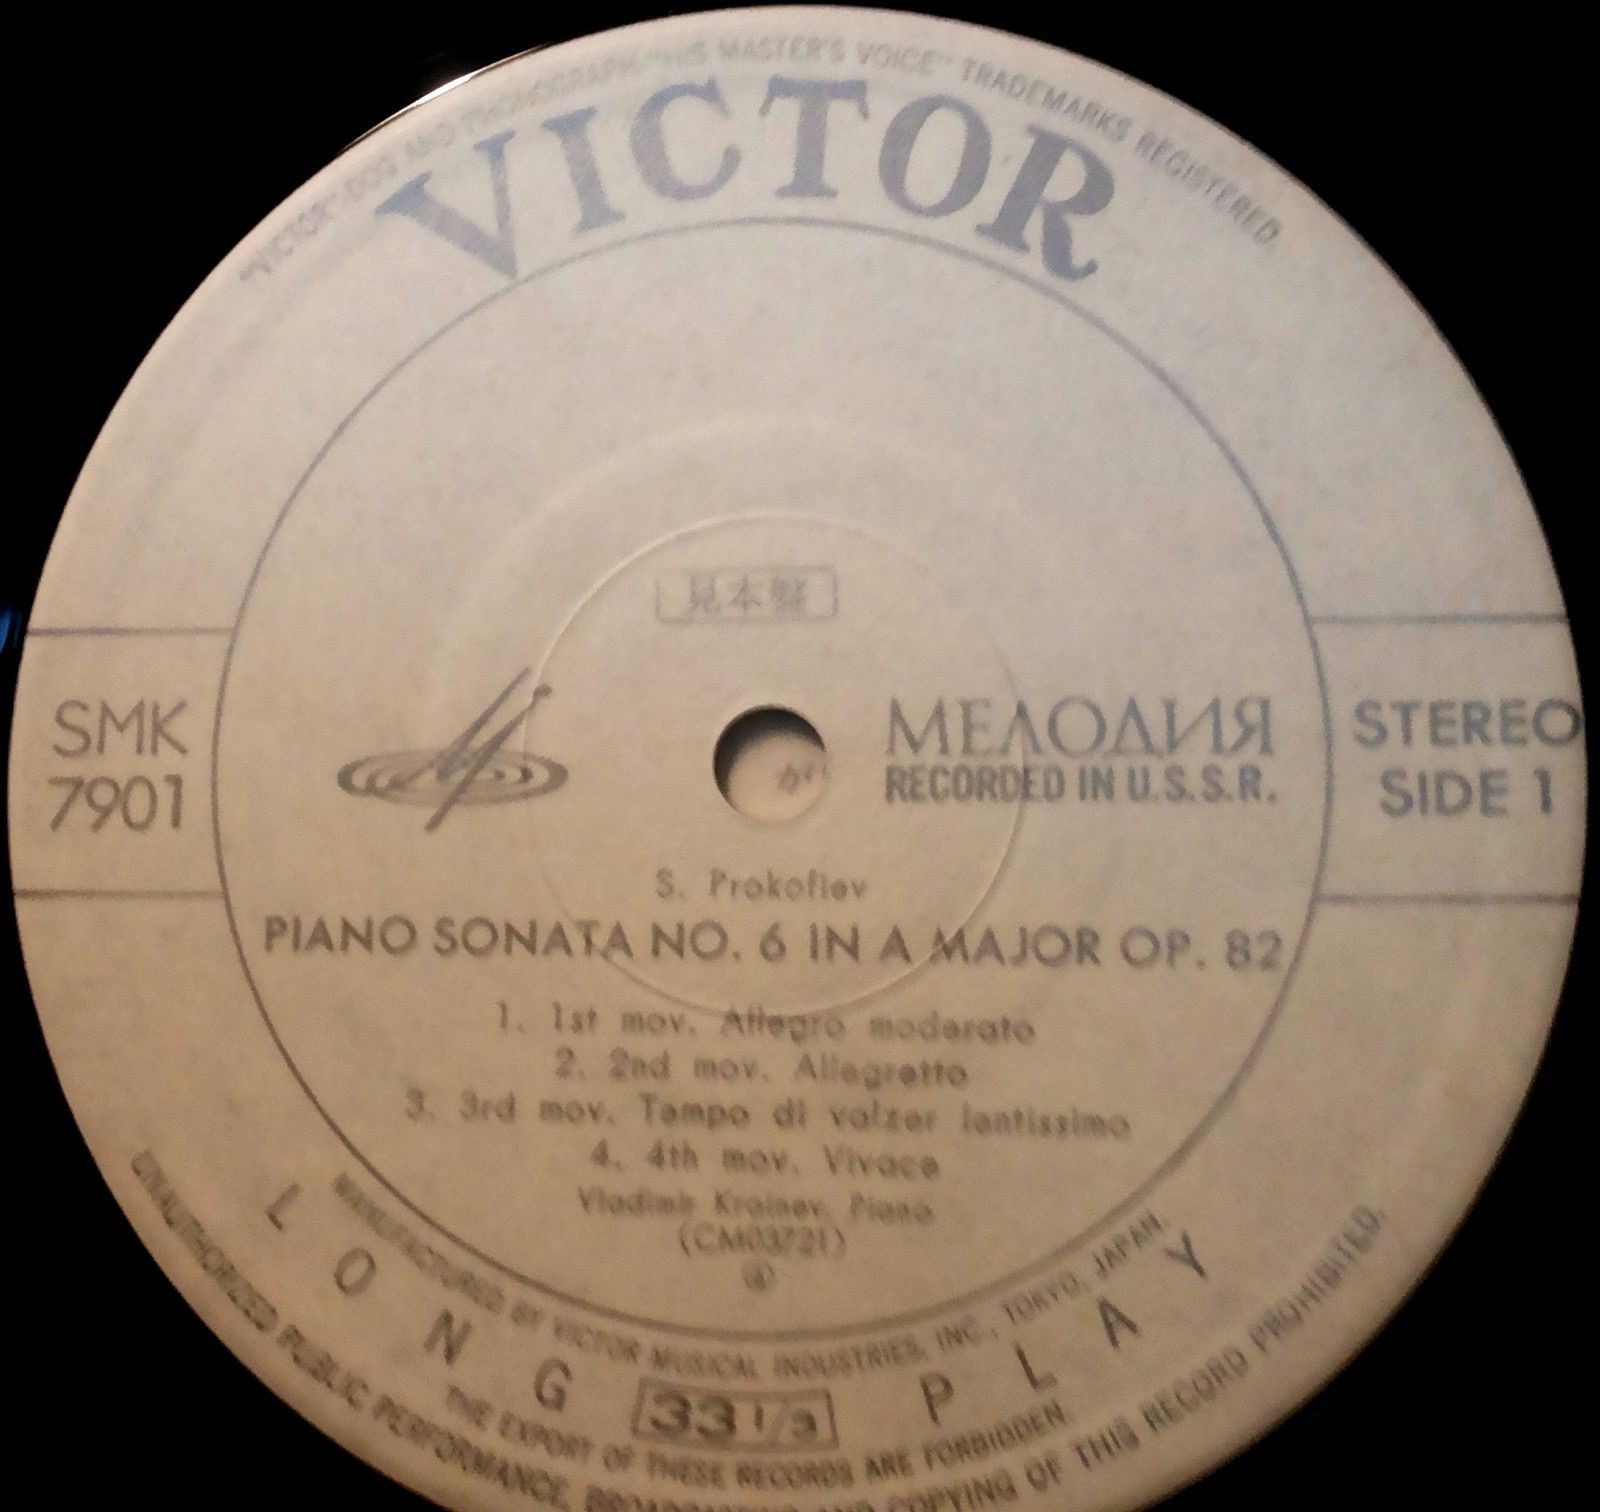 "VICTOR" DOG AND PHONOGRAPH "HIS MASTER'S VOICE" TRADEMARKS REGISTERED.
VICTOR
見本盤
SMK
7901
МЕЛОДИЯ
RECORDED IN U.S.S.R.
STEREO
SIDE 1
S. Prokofiev
PIANO SONATA NO. 6 IN A MAJOR OP. 82
1. 1st mov. Allegro moderato
2. 2nd mov. Allegretto
3. 3rd mov. Tempo di valzer lentissimo
4. 4th mov. Vivace
Vladimir Krainev, Piano
(CM03721)
MANUFACTURED BY VICTOR MUSICAL INDUSTRIES, INC., TOKYO, JAPAN.
LONG 33 1/3 PLAY
THE EXPORT OF THESE RECORDS ARE FORBIDDEN.
UNAUTHORIZED PUBLIC PERFORMANCE, BROADCASTING AND COPYING OF THIS RECORD PROHIBITED.